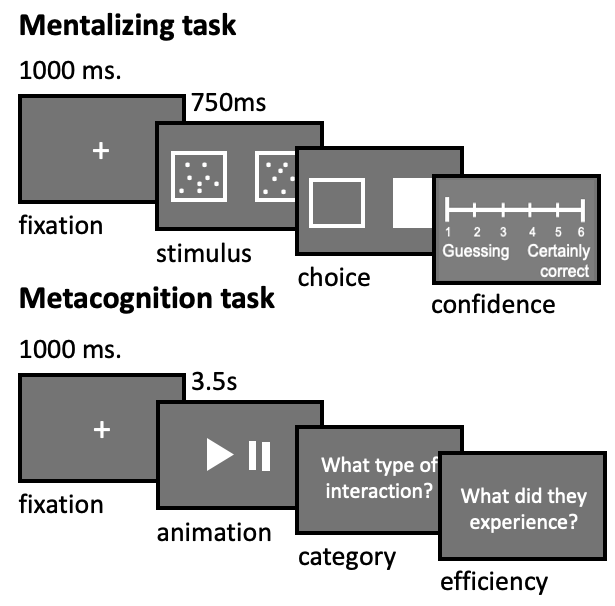 Mentalizing task
1000 ms.
750ms
fixation
stimulus
choice
1 2 3 4 5 6
Guessing Certainly
correct
confidence
Metacognition task
1000 ms.
3.5s
fixation
animation
What type of
interaction?
category
What did they
experience?
efficiency